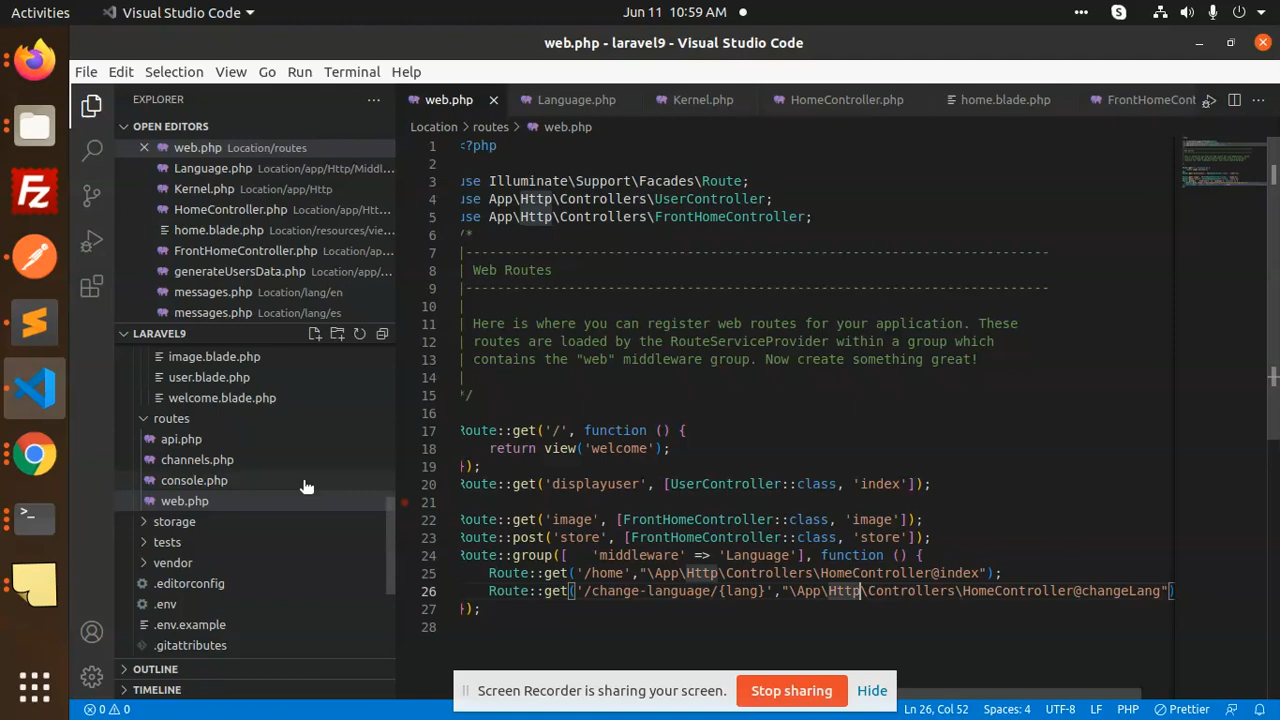 Activities
Visual Studio Code
Jun 11 10:59 AM
web.php - laravel9 - Visual Studio Code
File Edit Selection View Go Run Terminal Help
EXPLORER
OPEN EDITORS
web.php Location/routes
Language.php Location/app/Http/Middl...
Kernel.php Location/app/Http
HomeController.php Location/app/Htt...
home.blade.php Location/resources/vie...
FrontHomeController.php Location/ap...
generateUsersData.php Location/app/...
messages.php Location/lang/en
messages.php Location/lang/es
LARAVEL9
image.blade.php
user.blade.php
welcome.blade.php
routes
api.php
channels.php
console.php
web.php
storage
tests
vendor
.editorconfig
.env
.env.example
.gitattributes
OUTLINE
TIMELINE
web.php Language.php Kernel.php HomeController.php home.blade.php FrontHomeCont
Location > routes > web.php
1 <?php
2
3 use Illuminate\Support\Facades\Route;
4 use App\Http\Controllers\UserController;
5 use App\Http\Controllers\FrontHomeController;
6 /*
7 |--------------------------------------------------------------------------
8 | Web Routes
9 |--------------------------------------------------------------------------
10 |
11 | Here is where you can register web routes for your application. These
12 | routes are loaded by the RouteServiceProvider within a group which
13 | contains the "web" middleware group. Now create something great!
14 |
15 */
16
17 Route::get('/', function () {
18 return view('welcome');
19 });
20 Route::get('displayuser', [UserController::class, 'index']);
21
22 Route::get('image', [FrontHomeController::class, 'image']);
23 Route::post('store', [FrontHomeController::class, 'store']);
24 Route::group([ 'middleware' => 'Language'], function () {
25 Route::get('/home',"\App\Http\Controllers\HomeController@index");
26 Route::get('/change-language/{lang}',"\App\Http\Controllers\HomeController@changeLang")
27 });
28
Screen Recorder is sharing your screen. Stop sharing Hide
0 0 Ln 26, Col 52 Spaces: 4 UTF-8 LF PHP Prettier